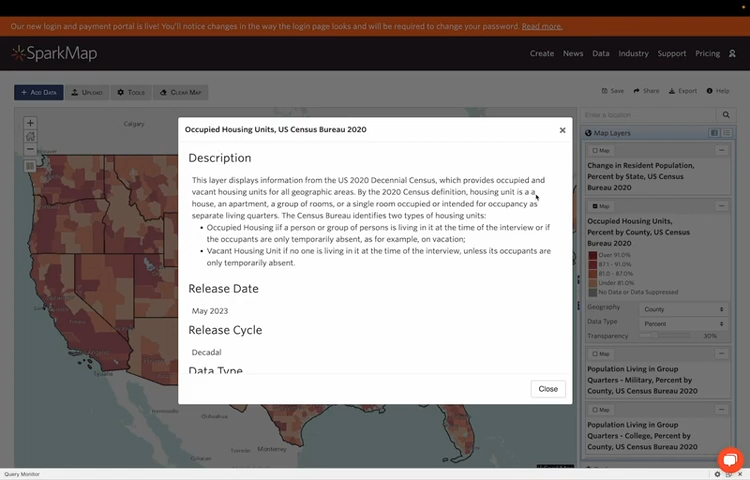 Our new login and payment portal is live! You'll notice changes in the way the login page looks and will be required to change your password. Read more.
SparkMap
Create News Data Industry Support Pricing
+ ADD DATA UPLOAD TOOLS CLEAR MAP
Save Share Export Help
Enter a location
Map Layers
Map
Change in Resident Population,
Percent by State, US Census
Bureau 2020
Map
Occupied Housing Units,
Percent by County, US Census
Bureau 2020
Over 91.0%
87.1 - 91.0%
81.0 - 87.0%
Under 81.0%
No Data or Data Suppressed
Geography County
Data Type Percent
Transparency 30%
Map
Population Living in Group
Quarters - Military, Percent by
County, US Census Bureau 2020
Map
Population Living in Group
Quarters - College, Percent by
County, US Census Bureau 2020
Occupied Housing Units, US Census Bureau 2020
Description
This layer displays information from the US 2020 Decennial Census, which provides occupied and
vacant housing units for all geographic areas. By the 2020 Census definition, housing unit is a a
house, an apartment, a group of rooms, or a single room occupied or intended for occupancy as
separate living quarters. The Census Bureau identifies two types of housing units:
• Occupied Housing iif a person or group of persons is living in it at the time of the interview or if
the occupants are only temporarily absent, as for example, on vacation;
• Vacant Housing Unit if no one is living in it at the time of the interview, unless its occupants are
only temporarily absent.
Release Date
May 2023
Release Cycle
Decadal
Data Type
Close
Calgary
Tijuana
Hermosillo
Chihuahua
Monterrey
Query Monitor